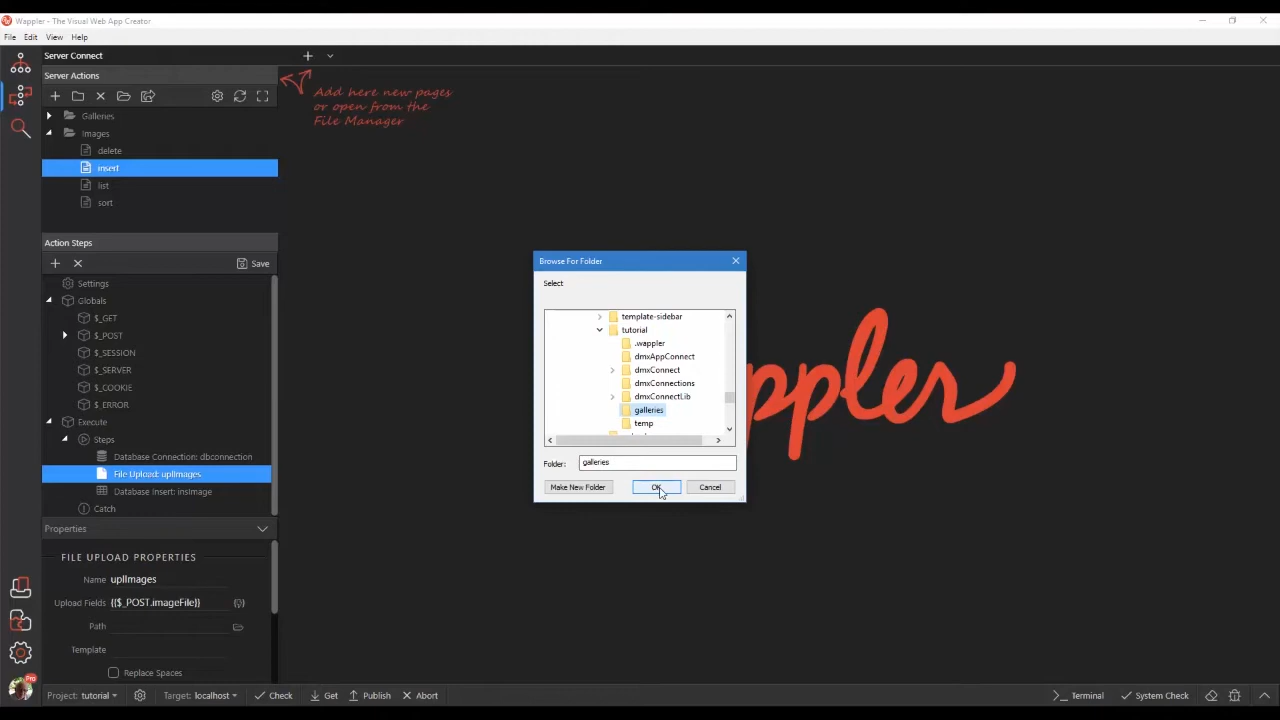 Wappler - The Visual Web App Creator
File Edit View Help
Server Connect
Server Actions
Add here new pages
or open from the
File Manager
Galleries
Images
delete
insert
list
sort
Action Steps
Save
Settings
Globals
$_GET
$_POST
$_SESSION
$_SERVER
$_COOKIE
$_ERROR
Execute
Steps
Database Connection: dbconnection
File Upload: uplImages
Database Insert: insImage
Catch
Properties
FILE UPLOAD PROPERTIES
Name uplImages
Upload Fields {{$_POST.imageFile}}
Path
Template
Replace Spaces
Browse For Folder
Select
template-sidebar
tutorial
.wappler
dmxAppConnect
dmxConnect
dmxConnections
dmxConnectLib
galleries
temp
Folder: galleries
Make New Folder OK Cancel
ppler
Pro
Project: tutorial Target: localhost Check Get Publish Abort Terminal System Check